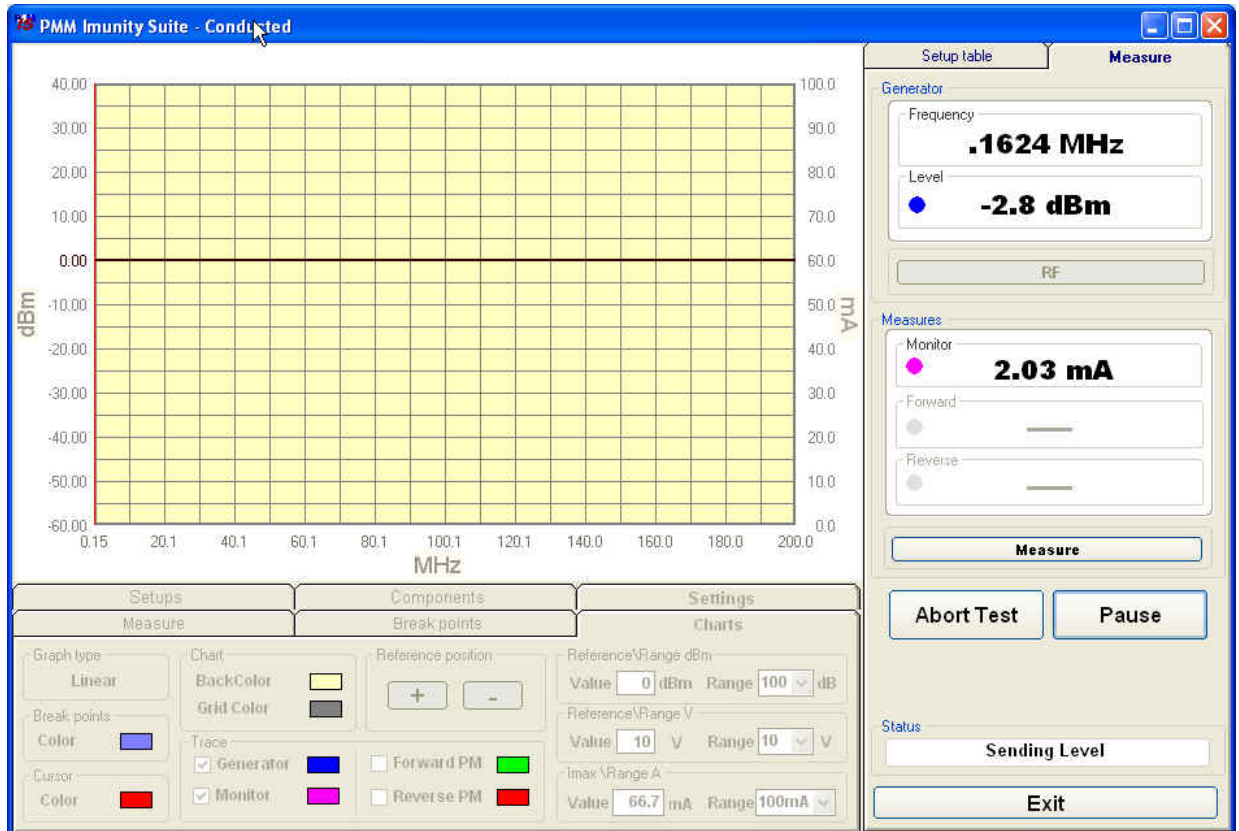 PMM Imunity Suite - Conducted
Setup table Measure
40.00 100.0
30.00 90.0
20.00 80.0
10.00 70.0
0.00 60.0
-10.00 50.0
-20.00 40.0
-30.00 30.0
-40.00 20.0
-50.00 10.0
-60.00 0.0
dBm
mA
0.15 20.1 40.1 60.1 80.1 100.1 120.1 140.0 160.0 180.0 200.0
MHz
Generator
Frequency
.1624 MHz
Level
-2.8 dBm
RF
Measures
Monitor
2.03 mA
Forward
Reverse
Measure
Abort Test Pause
Status
Sending Level
Exit
Setups Components Settings
Measure Break points Charts
Graph type
Linear
Break points
Color
Cursor
Color
Chart
BackColor
Grid Color
Reference position
+ -
Trace
Generator Forward PM
Monitor Reverse PM
Reference\Range dBm
Value 0 dBm Range 100 dB
Reference\Range V
Value 10 V Range 10 V
Imax \Range A
Value 66.7 mA Range 100mA